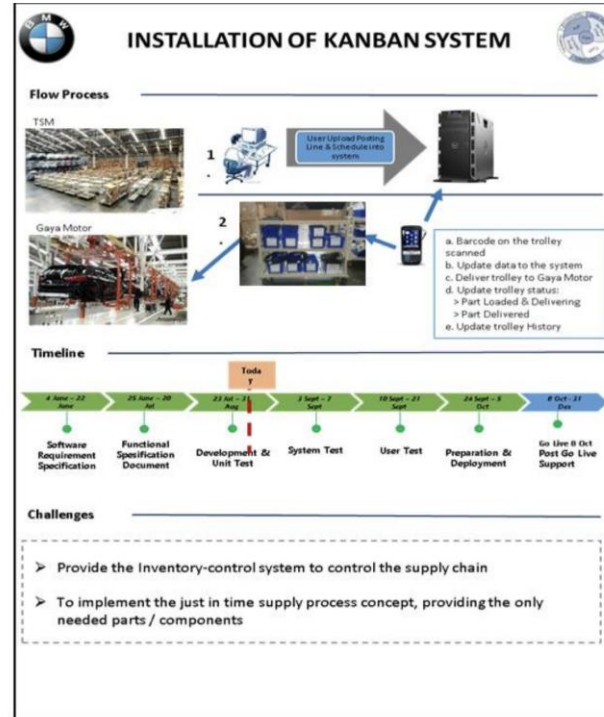 BMW
INSTALLATION OF KANBAN SYSTEM
Flow Process
TSM
1
.
User Upload Posting
Line & Schedule into
system
Gaya Motor
2
.
a. Barcode on the trolley
scanned
b. Update data to the system
c. Deliver trolley to Gaya Motor
d. Update trolley status:
> Part Loaded & Delivering
> Part Delivered
e. Update trolley History
Timeline
Toda
y
4 June – 22
June
25 June – 20
Jul
23 Jul – 31
Aug
3 Sept – 7
Sept
10 Sept – 21
Sept
24 Sept – 5
Oct
8 Oct - 31
Des
Software
Requirement
Specification
Functional
Spesification
Document
Development &
Unit Test
System Test
User Test
Preparation &
Deployment
Go Live 8 Oct
Post Go Live
Support
Challenges
➢ Provide the Inventory-control system to control the supply chain
➢ To implement the just in time supply process concept, providing the only
needed parts / components